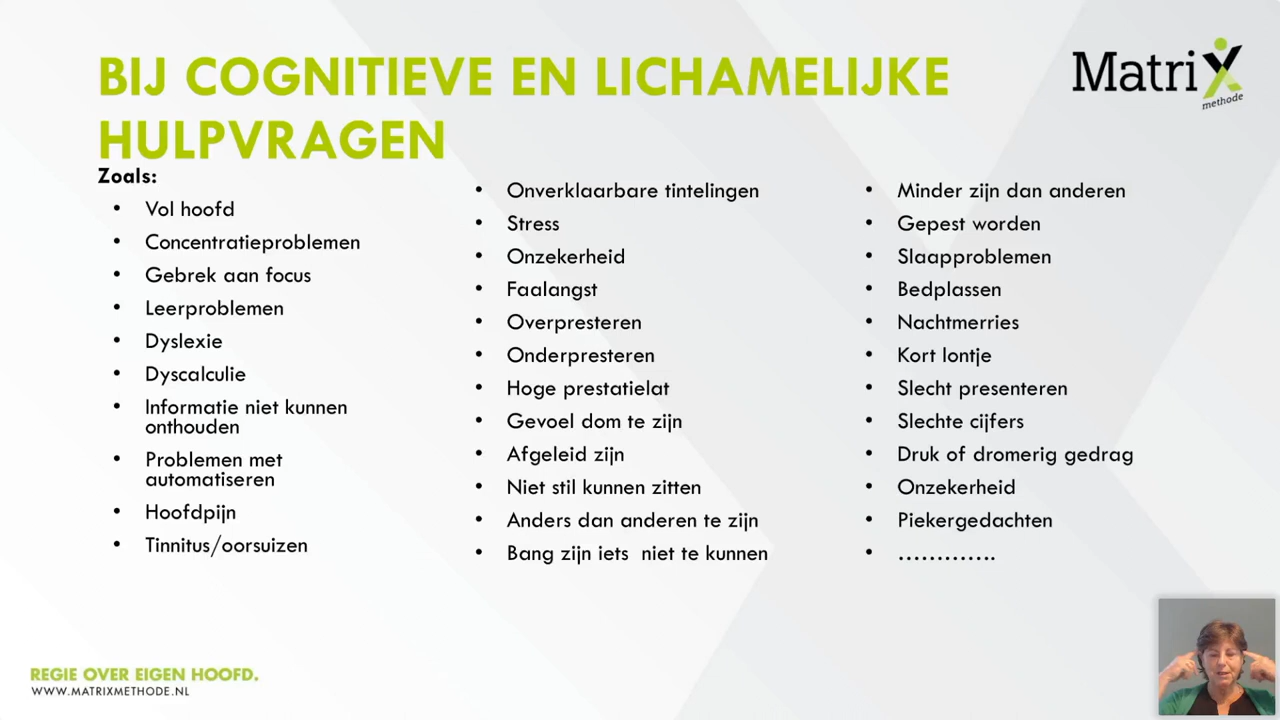 BIJ COGNITIEVE EN LICHAMELIJKE
HULPVRAGEN
MatriX
methode
Zoals:
• Vol hoofd
• Concentratieproblemen
• Gebrek aan focus
• Leerproblemen
• Dyslexie
• Dyscalculie
• Informatie niet kunnen
onthouden
• Problemen met
automatiseren
• Hoofdpijn
• Tinnitus/oorsuizen
• Onverklaarbare tintelingen
• Stress
• Onzekerheid
• Faalangst
• Overpresteren
• Onderpresteren
• Hoge prestatielat
• Gevoel dom te zijn
• Afgeleid zijn
• Niet stil kunnen zitten
• Anders dan anderen te zijn
• Bang zijn iets  niet te kunnen
• Minder zijn dan anderen
• Gepest worden
• Slaapproblemen
• Bedplassen
• Nachtmerries
• Kort lontje
• Slecht presenteren
• Slechte cijfers
• Druk of dromerig gedrag
• Onzekerheid
• Piekergedachten
• ………….
REGIE OVER EIGEN HOOFD.
WWW.MATRIXMETHODE.NL